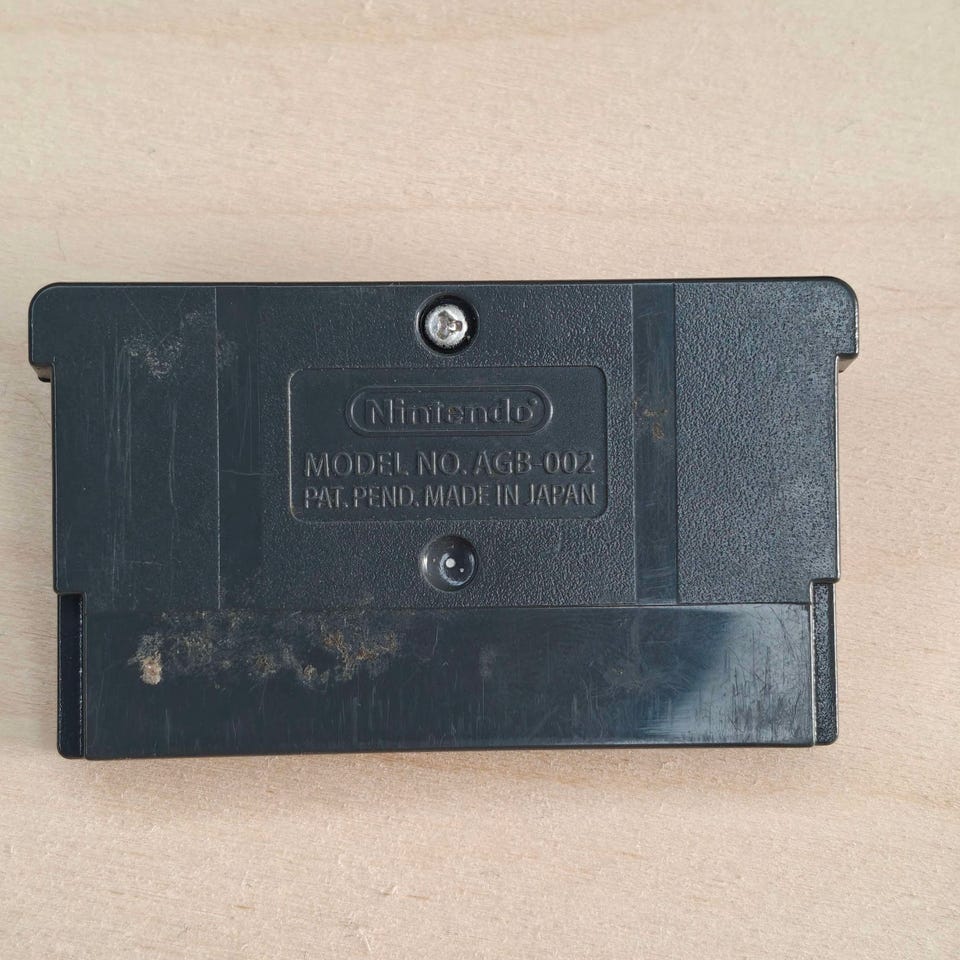 Nintendo
MODEL NO. AGB-002
PAT. PEND. MADE IN JAPAN